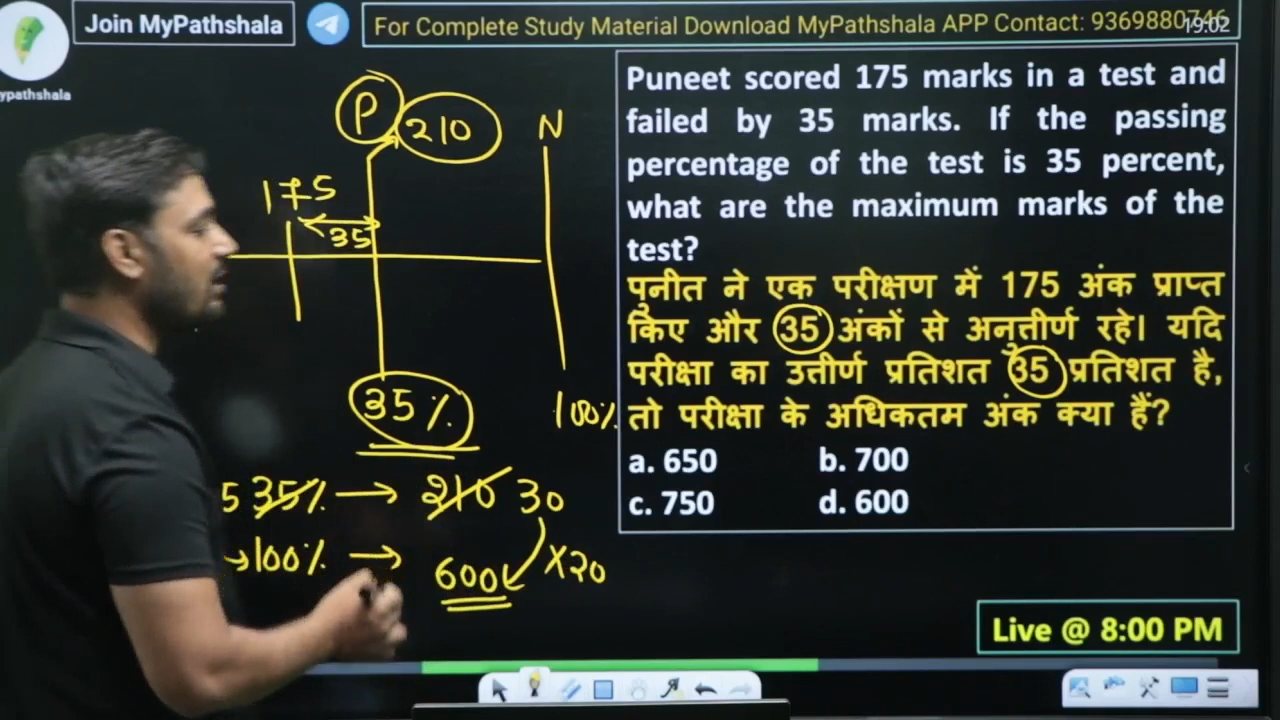 Join MyPathshala
For Complete Study Material Download MyPathshala APP Contact: 9369880746
19:02
ypathshala
Puneet scored 175 marks in a test and
failed by 35 marks. If the passing
percentage of the test is 35 percent,
what are the maximum marks of the
test?
पुनीत ने एक परीक्षण में 175 अंक प्राप्त
किए और 35 अंकों से अनुत्तीर्ण रहे। यदि
परीक्षा का उत्तीर्ण प्रतिशत 35 प्रतिशत है,
तो परीक्षा के अधिकतम अंक क्या हैं?
a. 650 b. 700
c. 750 d. 600
P 210 N
175
35
35% 100%
5 35% → 210 30
→100% → 600 ×20
Live @ 8:00 PM